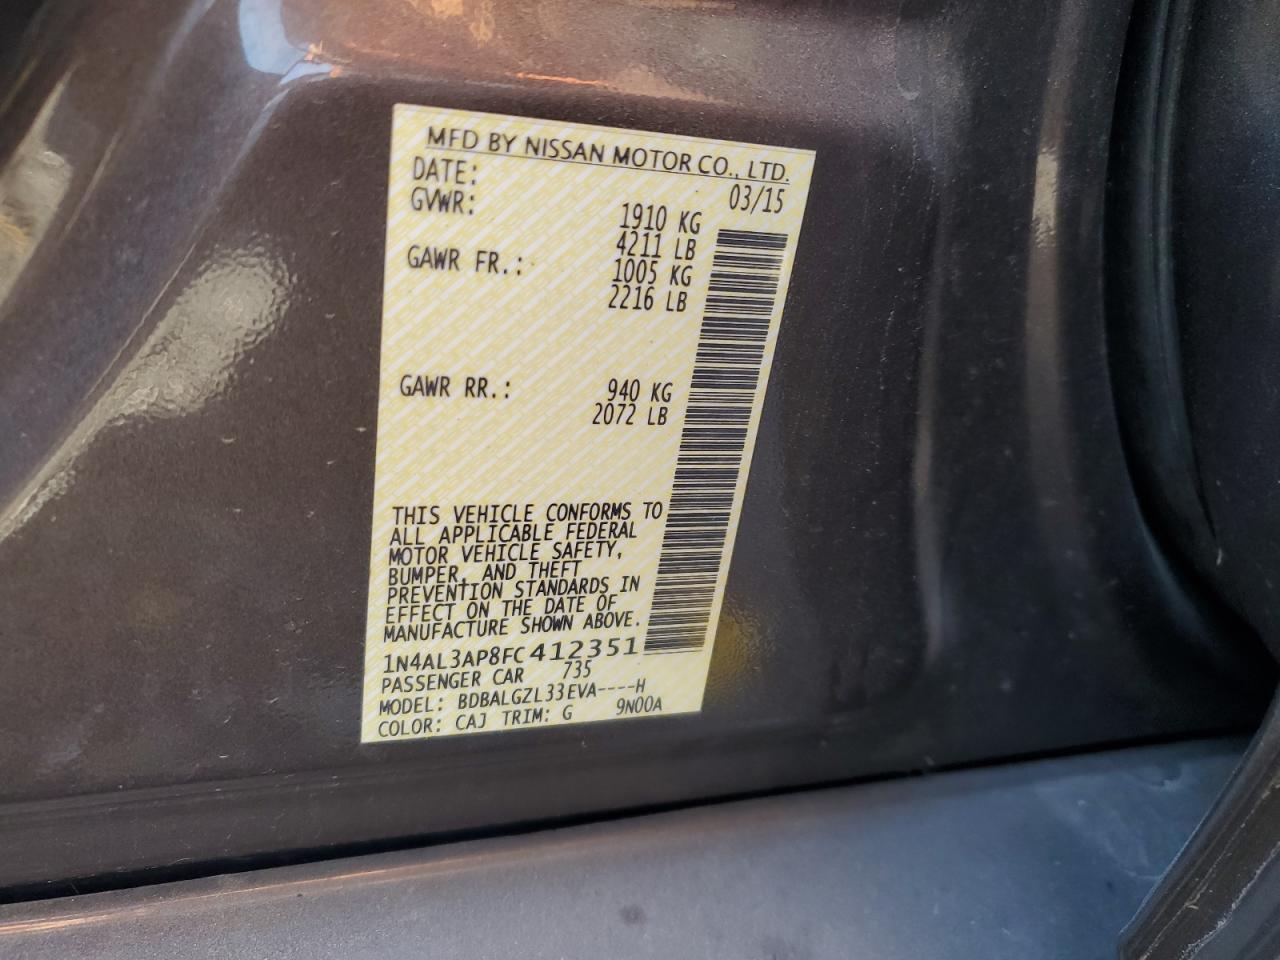 MFD BY NISSAN MOTOR CO., LTD.
DATE: 03/15
GVWR: 1910 KG
4211 LB
GAWR FR.: 1005 KG
2216 LB
GAWR RR.: 940 KG
2072 LB
THIS VEHICLE CONFORMS TO
ALL APPLICABLE FEDERAL
MOTOR VEHICLE SAFETY,
BUMPER, AND THEFT
PREVENTION STANDARDS IN
EFFECT ON THE DATE OF
MANUFACTURE SHOWN ABOVE.
1N4AL3AP8FC412351
PASSENGER CAR 735
MODEL: BDBALGZL33EVA----H
COLOR: CAJ TRIM: G 9N00A